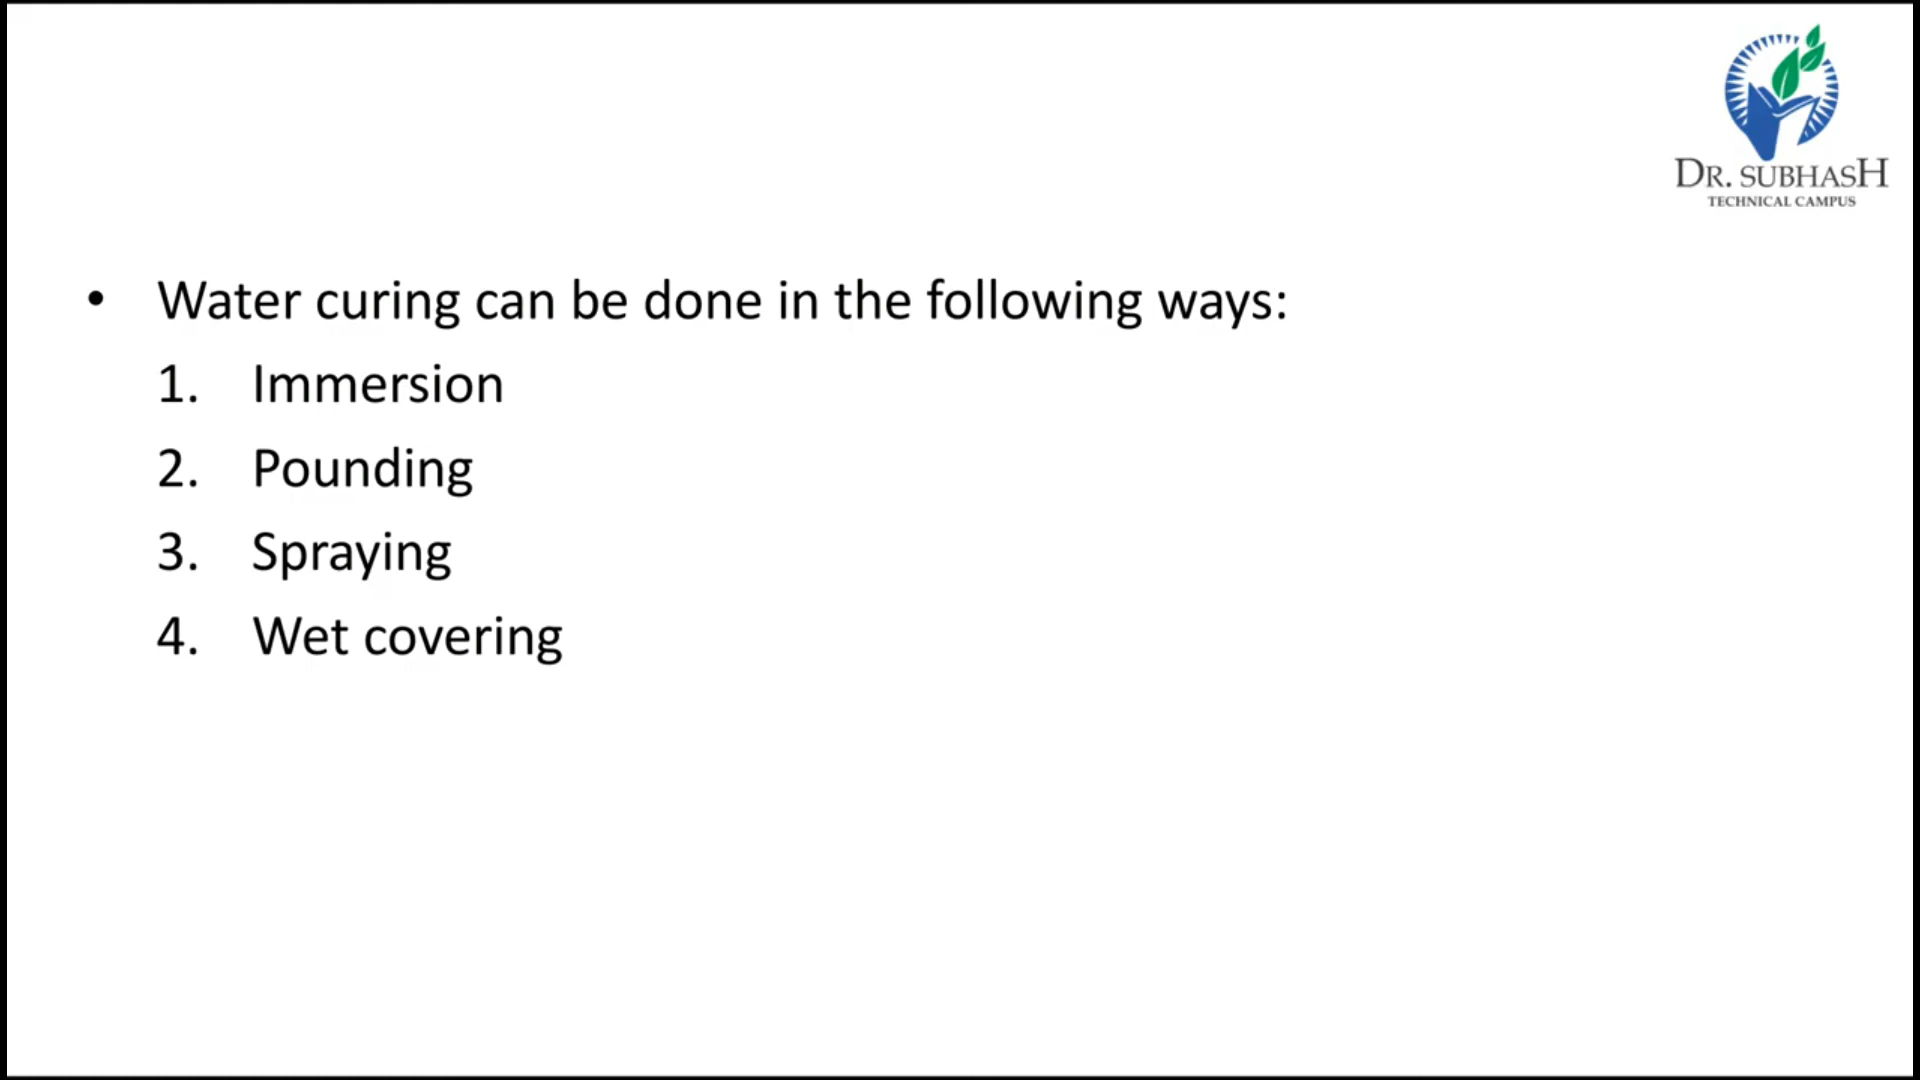 DR. SUBHASH
TECHNICAL CAMPUS
• Water curing can be done in the following ways:
1. Immersion
2. Pounding
3. Spraying
4. Wet covering